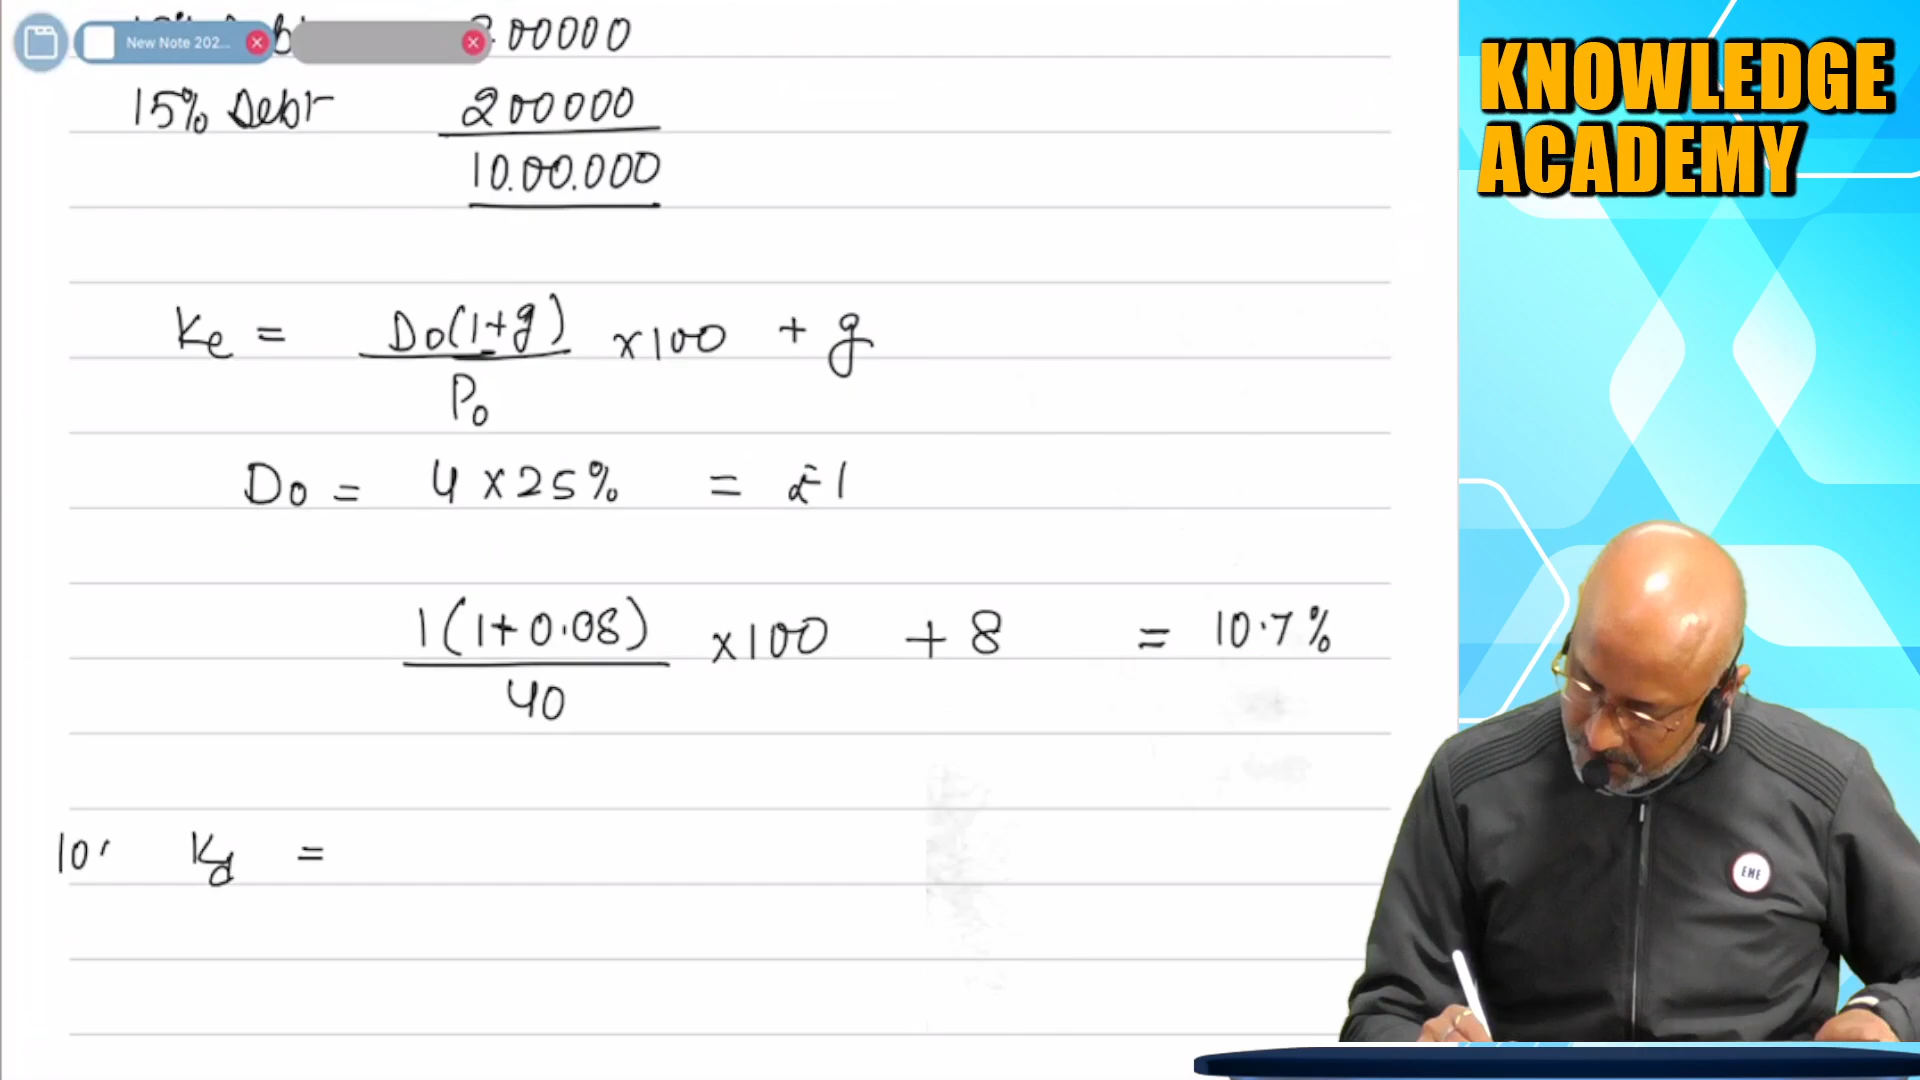 New Note 202...
00000
15% Debt 200000
10.00.000
Ke = Do(1+g) x100 + g
Po
Do = 4 x 25% = £1
1(1+0.08) x100 + 8 = 10.7%
40
10' Kd =
KNOWLEDGE
ACADEMY
EHE